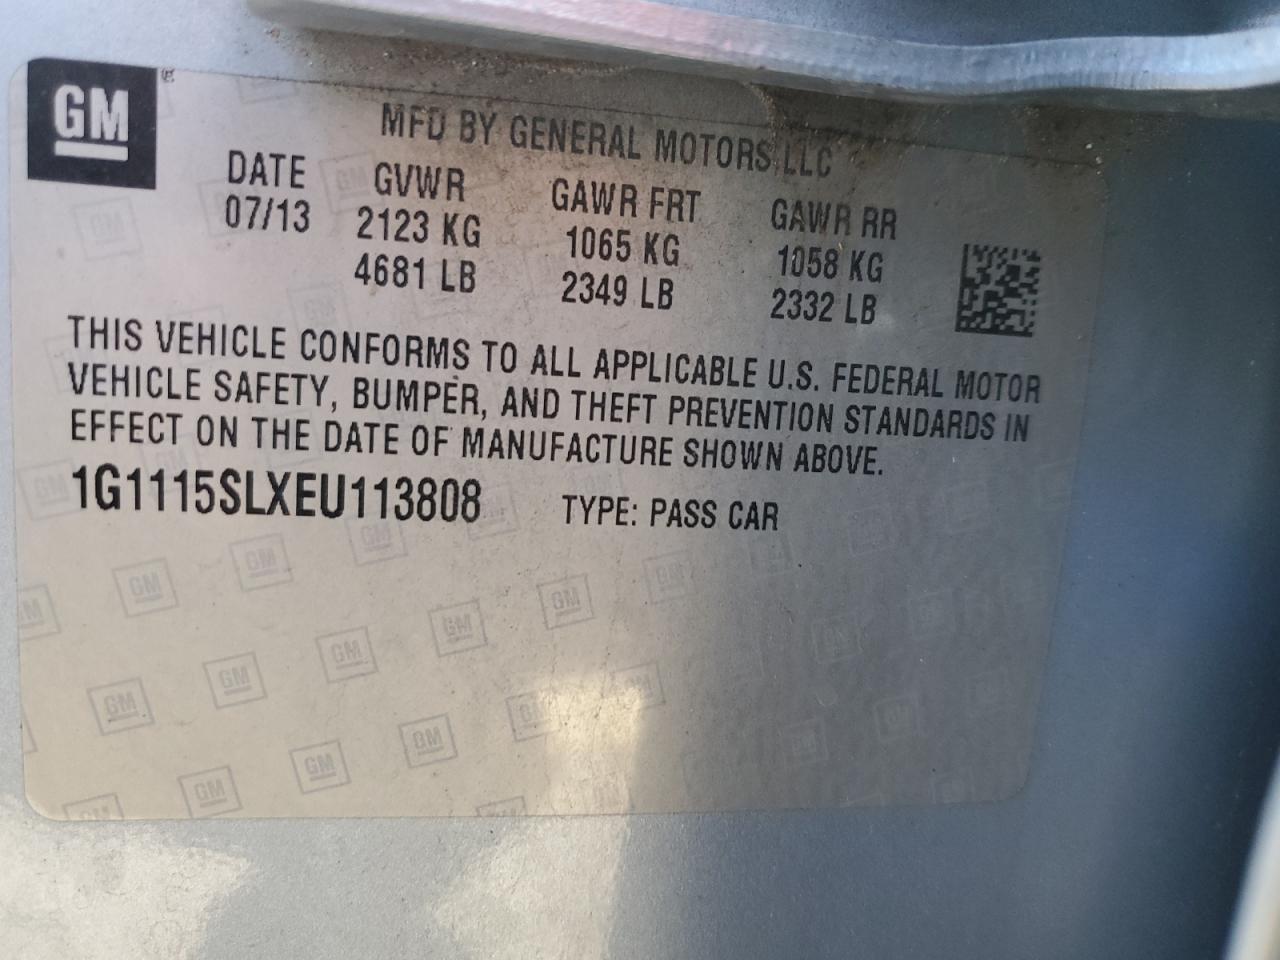 GM
MFD BY GENERAL MOTORS LLC
DATE GVWR GAWR FRT GAWR RR
07/13 2123 KG 1065 KG 1058 KG
4681 LB 2349 LB 2332 LB
THIS VEHICLE CONFORMS TO ALL APPLICABLE U.S. FEDERAL MOTOR
VEHICLE SAFETY, BUMPER, AND THEFT PREVENTION STANDARDS IN
EFFECT ON THE DATE OF MANUFACTURE SHOWN ABOVE.
1G1115SLXEU113808 TYPE: PASS CAR